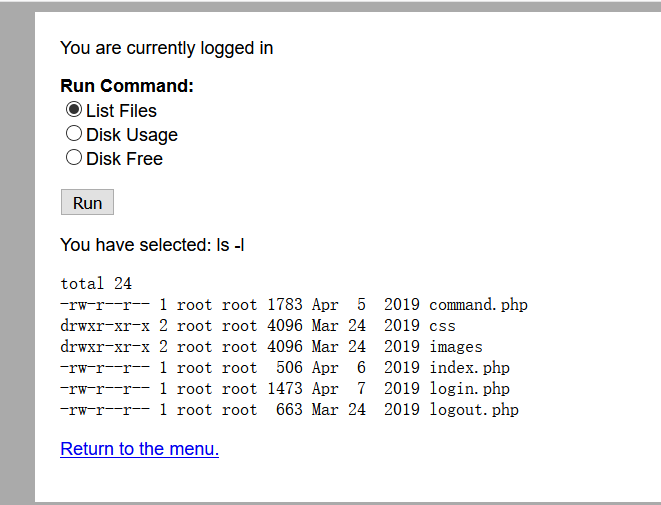 You are currently logged in
Run Command:
List Files
Disk Usage
Disk Free
Run
You have selected: ls -l
total 24
-rw-r--r-- 1 root root 1783 Apr  5  2019 command.php
drwxr-xr-x 2 root root 4096 Mar 24  2019 css
drwxr-xr-x 2 root root 4096 Mar 24  2019 images
-rw-r--r-- 1 root root  506 Apr  6  2019 index.php
-rw-r--r-- 1 root root 1473 Apr  7  2019 login.php
-rw-r--r-- 1 root root  663 Mar 24  2019 logout.php
Return to the menu.